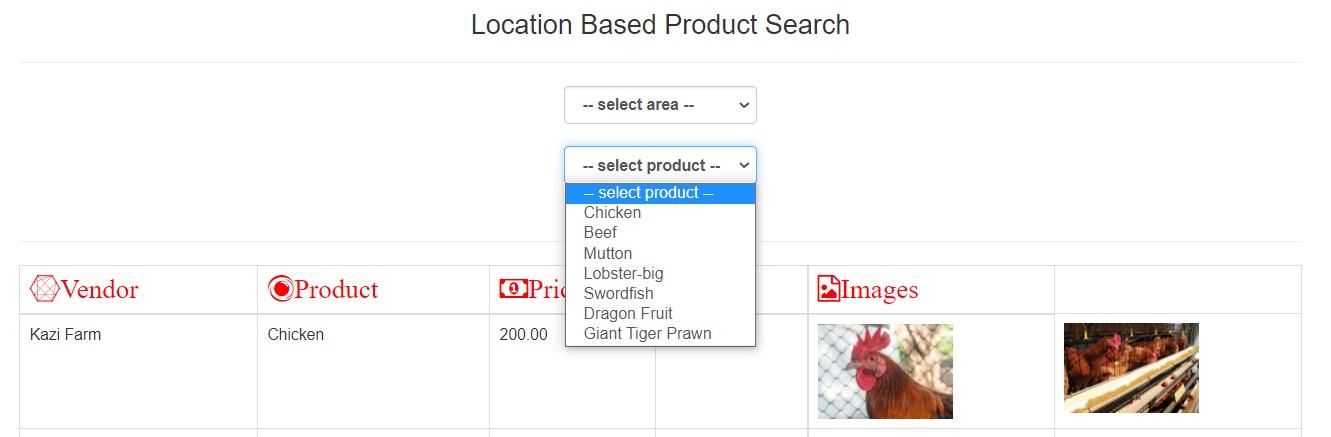 Location Based Product Search
-- select area --
-- select product --
-- select product --
Chicken
Beef
Mutton
Lobster-big
Swordfish
Dragon Fruit
Giant Tiger Prawn
Vendor Product Pric Images
Kazi Farm Chicken 200.00